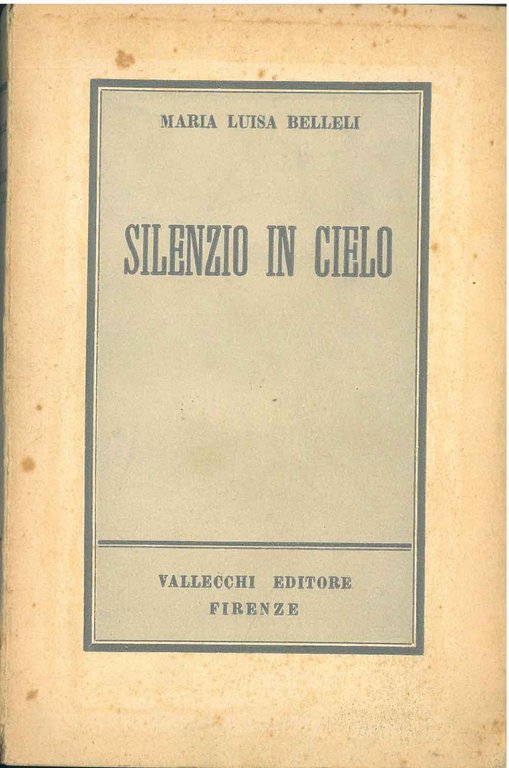 MARIA LUISA BELLELI
SILENZIO IN CIELO
VALLECCHI EDITORE
FIRENZE